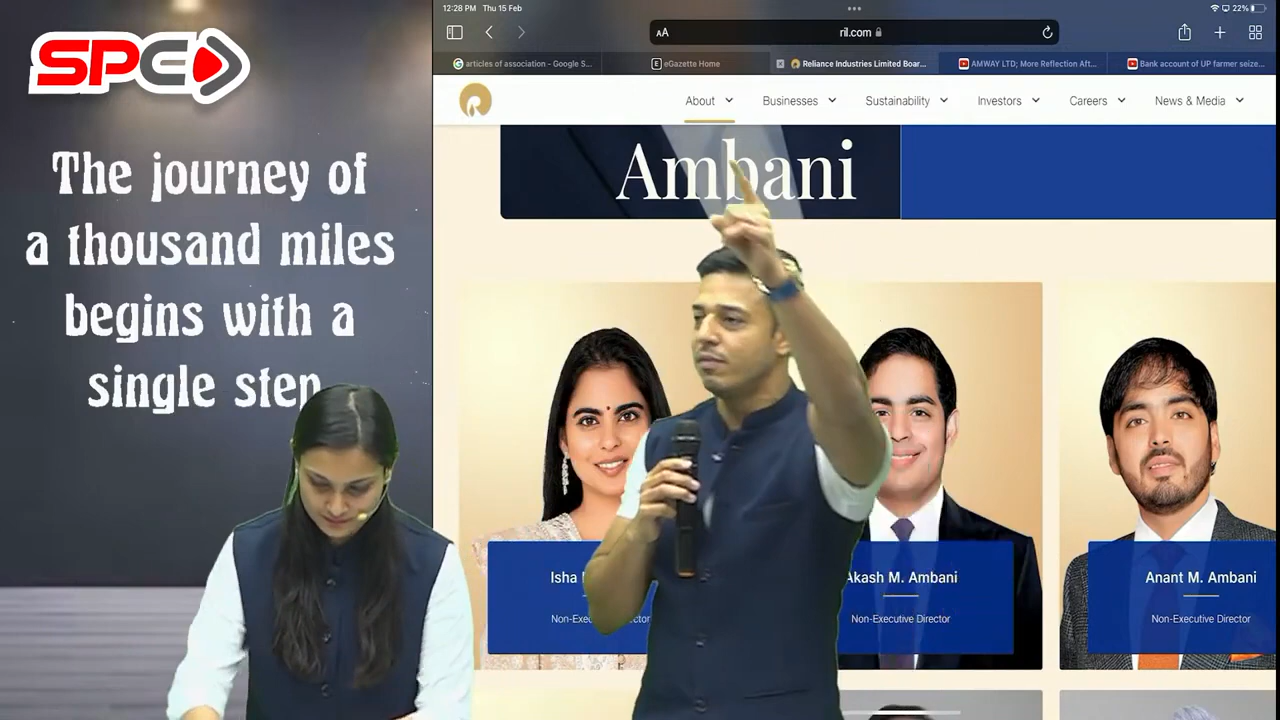 SPE
The journey of
a thousand miles
begins with a
single step
12:28 PM Thu 15 Feb
22%
AA
ril.com
articles of association - Google S...
eGazette Home
Reliance Industries Limited Boar...
AMWAY LTD; More Reflection Aft...
Bank account of UP farmer seize...
About
Businesses
Sustainability
Investors
Careers
News & Media
Ambani
Isha
Non-Exec
Akash M. Ambani
Non-Executive Director
Anant M. Ambani
Non-Executive Director